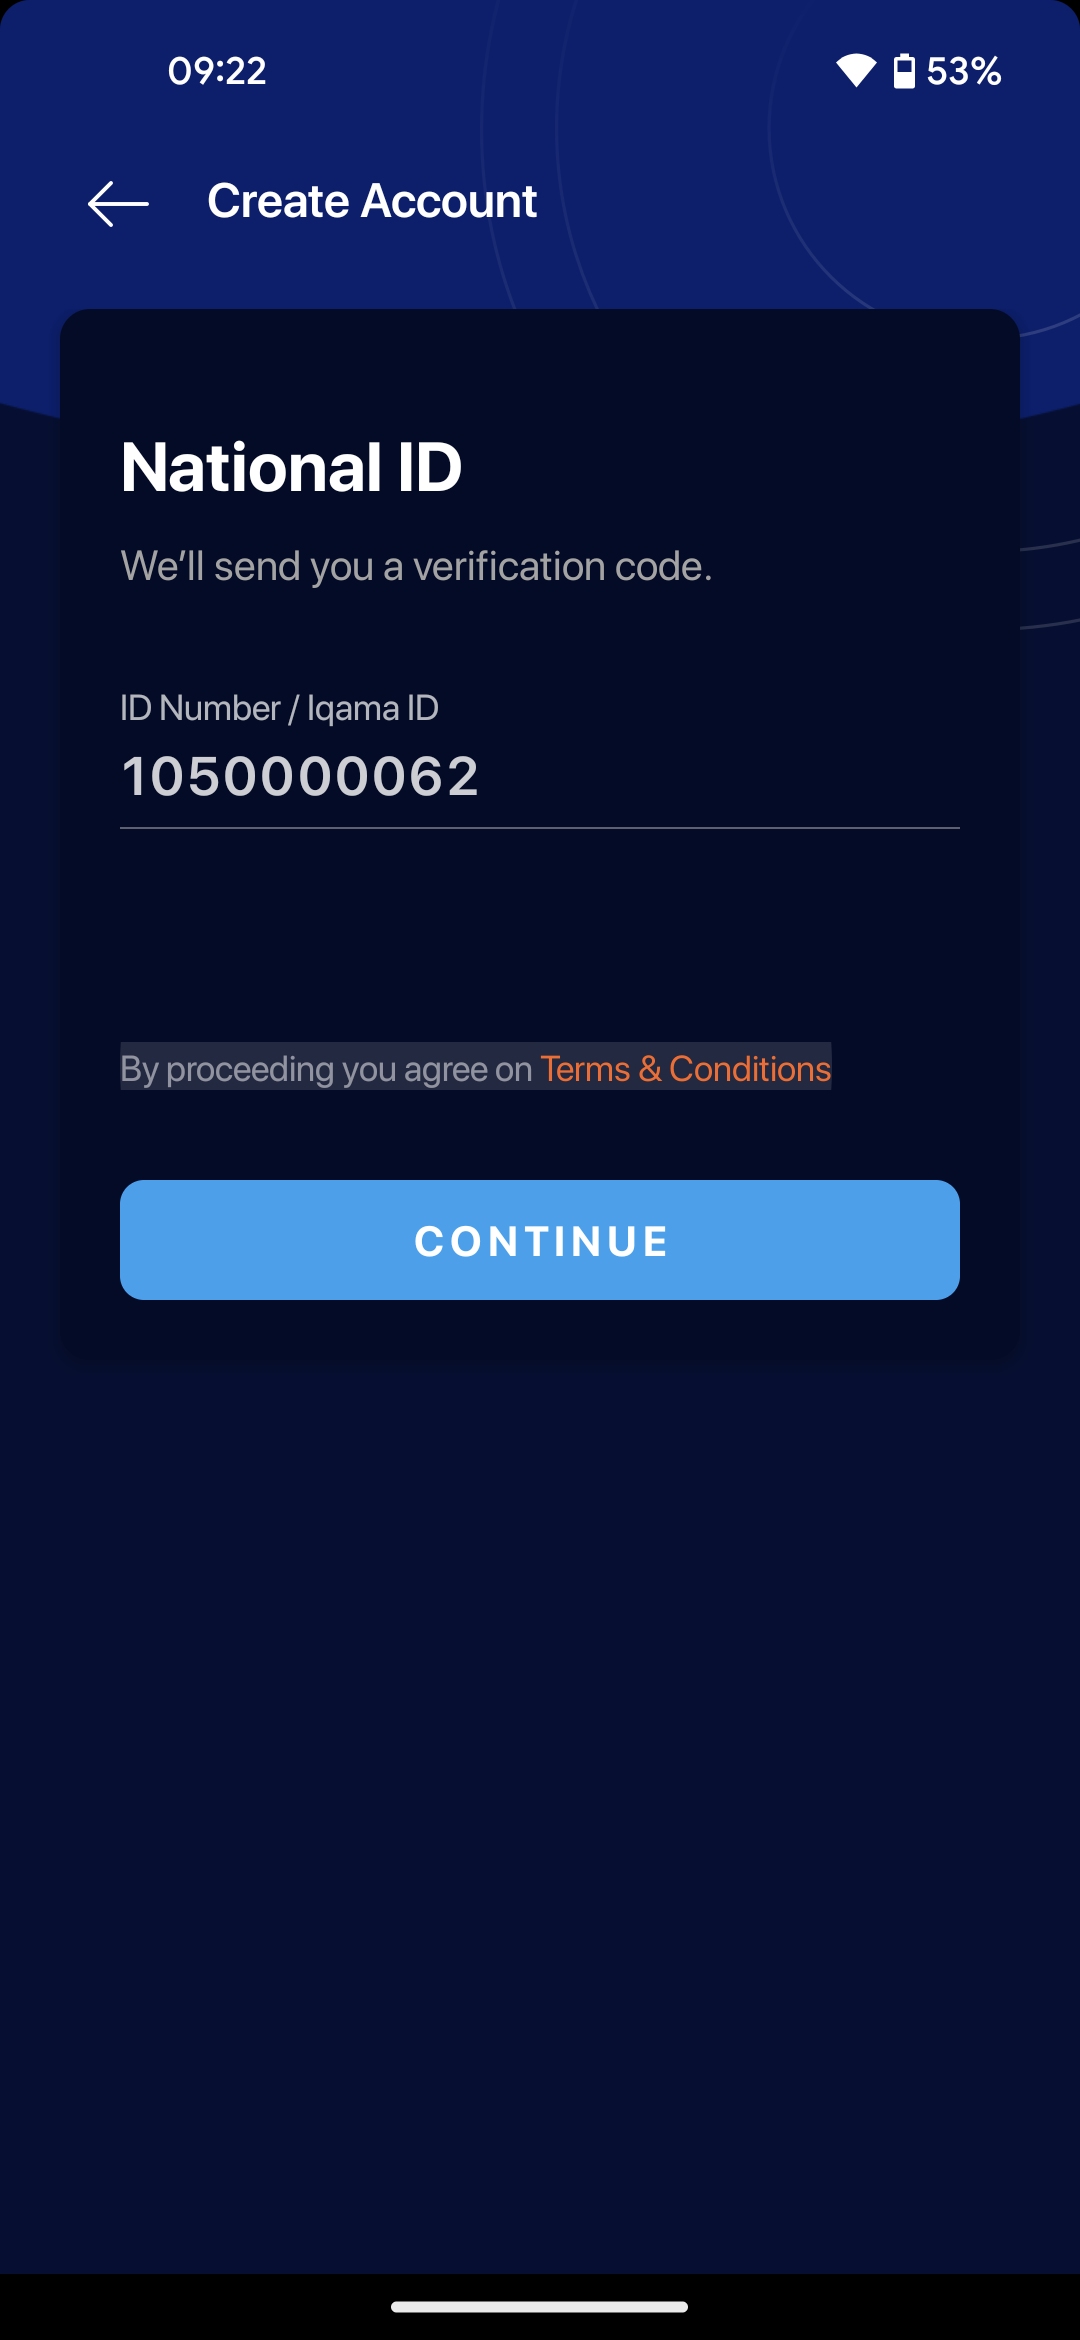 09:22
53%
Create Account
National ID
We’ll send you a verification code.
ID Number / Iqama ID
1050000062
By proceeding you agree on Terms & Conditions
CONTINUE